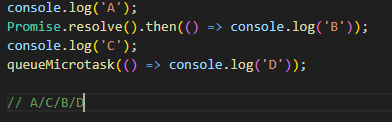 console.log('A');
Promise.resolve().then(() => console.log('B'));
console.log('C');
queueMicrotask(() => console.log('D'));
// A/C/B/D